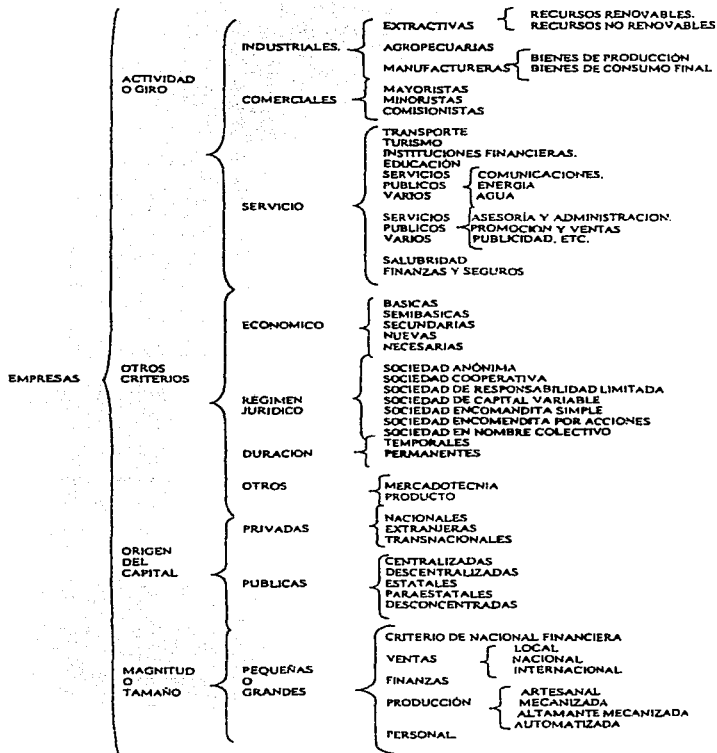 EMPRESAS
ACTIVIDAD
O GIRO
INDUSTRIALES.
EXTRACTIVAS
RECURSOS RENOVABLES.
RECURSOS NO RENOVABLES
AGROPECUARIAS
MANUFACTURERAS
BIENES DE PRODUCCIÓN
BIENES DE CONSUMO FINAL
COMERCIALES
MAYORISTAS
MINORISTAS
COMISIONISTAS
SERVICIO
TRANSPORTE
TURISMO
INSTITUCIONES FINANCIERAS.
EDUCACIÓN
SERVICIOS
PUBLICOS
VARIOS
COMUNICACIONES.
ENERGIA
AGUA
SERVICIOS
PUBLICOS
VARIOS
ASESORÍA Y ADMINISTRACION.
PROMOCION Y VENTAS
PUBLICIDAD, ETC.
SALUBRIDAD
FINANZAS Y SEGUROS
OTROS
CRITERIOS
ECONOMICO
BASICAS
SEMIBASICAS
SECUNDARIAS
NUEVAS
NECESARIAS
RÉGIMEN
JURÍDICO
SOCIEDAD ANÓNIMA
SOCIEDAD COOPERATIVA
SOCIEDAD DE RESPONSABILIDAD LIMITADA
SOCIEDAD DE CAPITAL VARIABLE
SOCIEDAD ENCOMANDITA SIMPLE
SOCIEDAD ENCOMENDITA POR ACCIONES
SOCIEDAD EN NOMBRE COLECTIVO
DURACION
TEMPORALES
PERMANENTES
OTROS
MERCADOTECNIA
PRODUCTO
ORIGEN
DEL
CAPITAL
PRIVADAS
NACIONALES
EXTRANJERAS
TRANSNACIONALES
PUBLICAS
CENTRALIZADAS
DESCENTRALIZADAS
ESTATALES
PARAESTATALES
DESCONCENTRADAS
MAGNITUD
O
TAMAÑO
PEQUEÑAS
O
GRANDES
CRITERIO DE NACIONAL FINANCIERA
VENTAS
LOCAL
NACIONAL
INTERNACIONAL
FINANZAS
PRODUCCIÓN
ARTESANAL
MECANIZADA
ALTAMANTE MECANIZADA
AUTOMATIZADA
PERSONAL.